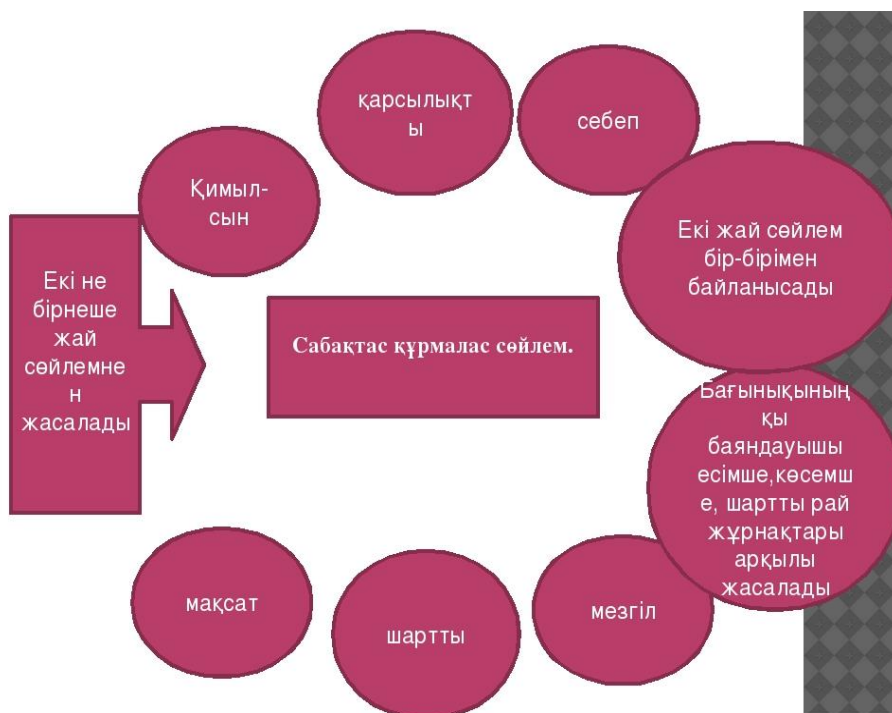 қарсылықт
ы
себеп
Қимыл-
сын
Екі жай сөйлем
бір-бірімен
байланысады
Екі не
бірнеше
жай
сөйлемне
н
жасалады
Сабақтас құрмалас сөйлем.
Бағынықының
қы
баяндауышы
есімше,көсемш
е, шартты рай
жұрнақтары
арқылы
жасалады
мақсат
шартты
мезгіл